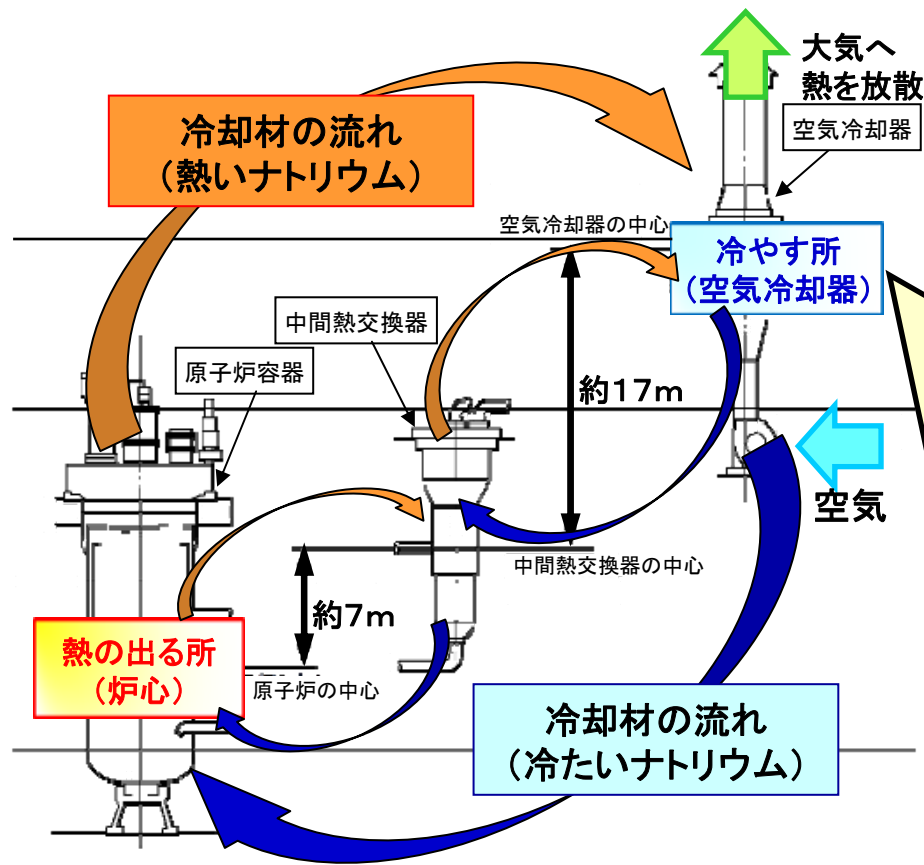 大気へ
熱を放散
冷却材の流れ
（熱いナトリウム）
空気冷却器
空気冷却器の中心
冷やす所
（空気冷却器）
中間熱交換器
原子炉容器
約17m
空気
中間熱交換器の中心
約7m
熱の出る所
（炉心）
原子炉の中心
冷却材の流れ
（冷たいナトリウム）